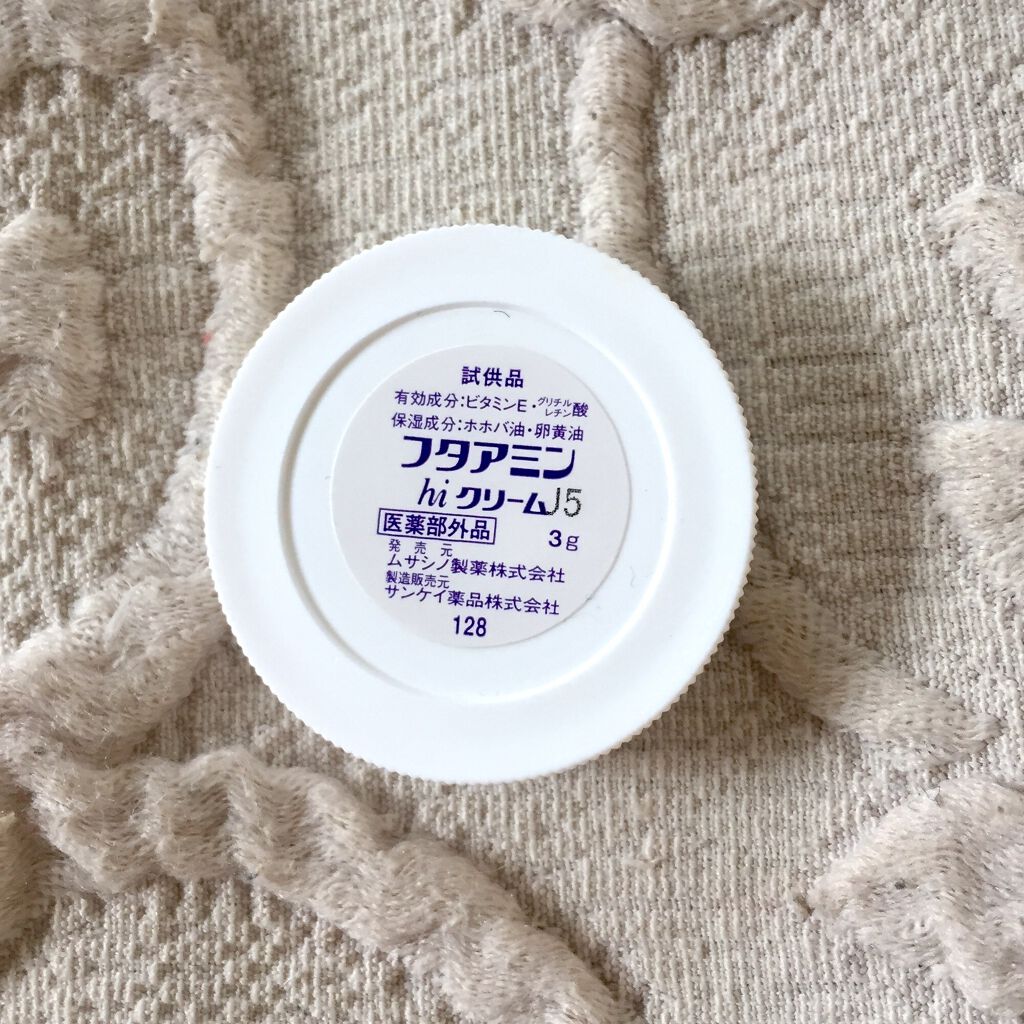 試供品
有効成分:ビタミンE・グリチルレチン酸
保湿成分:ホホバ油・卵黄油
フタアミン
hiクリーム J5
医薬部外品 3g
発売元
ムサシノ製薬株式会社
製造販売元
サンケイ薬品株式会社
128